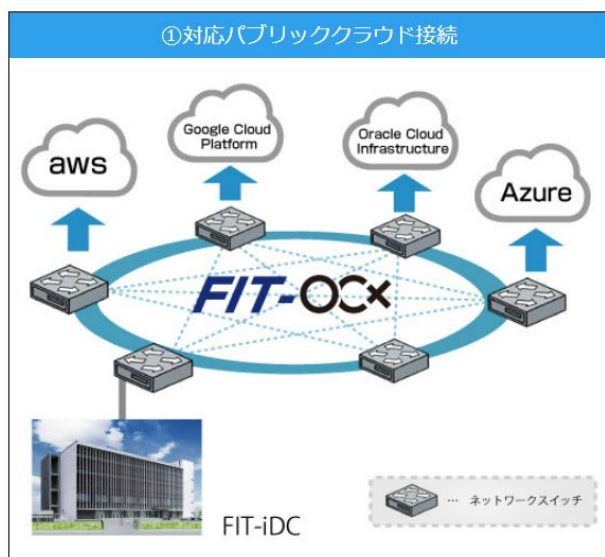 ①対応パブリッククラウド接続
aws
Google Cloud
Platform
Oracle Cloud
Infrastructure
Azure
FIT-OCX
FIT-iDC
… ネットワークスイッチ